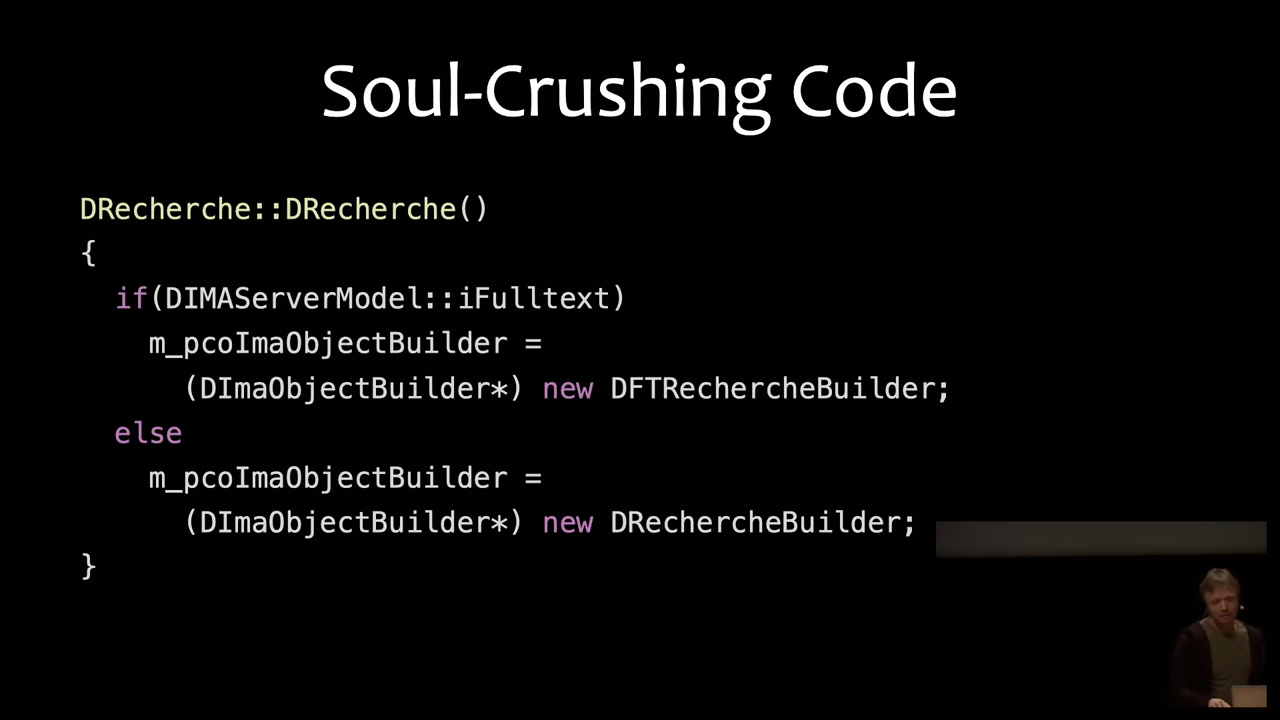 Soul-Crushing Code
DRecherche::DRecherche()
{
if(DIMAServerModel::iFulltext)
m_pcoImaObjectBuilder =
(DImaObjectBuilder*) new DFTRechercheBuilder;
else
m_pcoImaObjectBuilder =
(DImaObjectBuilder*) new DRechercheBuilder;
}